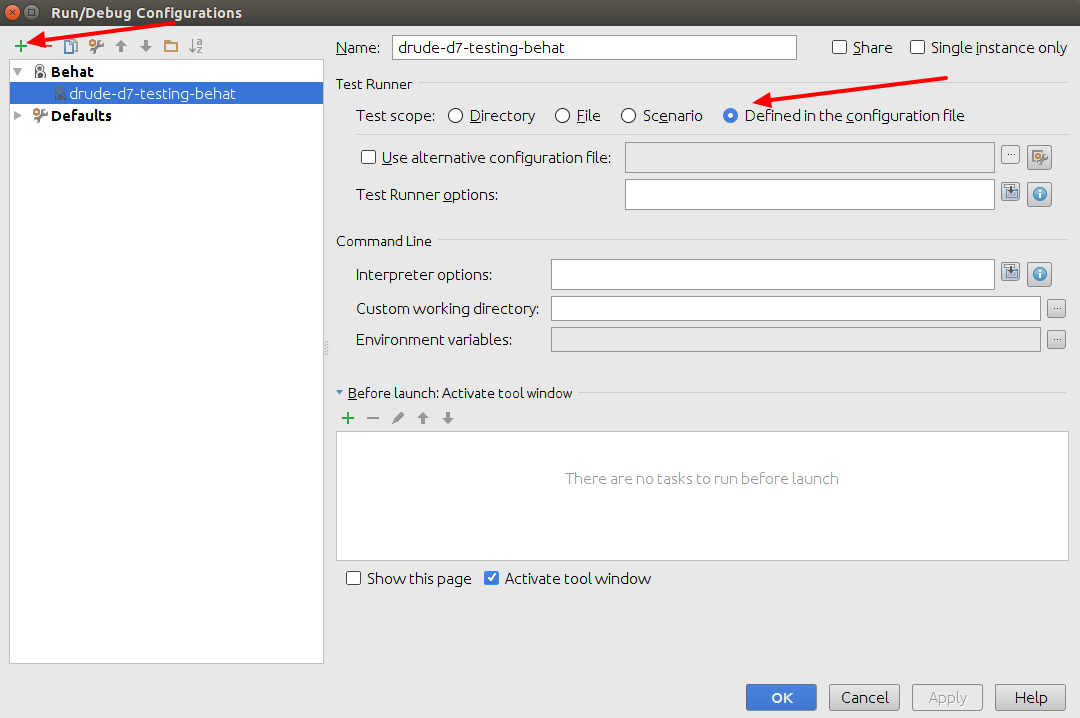 Run/Debug Configurations
Name: drude-d7-testing-behat Share Single instance only
Behat
drude-d7-testing-behat
Defaults
Test Runner
Test scope: Directory File Scenario Defined in the configuration file
Use alternative configuration file:
Test Runner options:
Command Line
Interpreter options:
Custom working directory:
Environment variables:
Before launch: Activate tool window
There are no tasks to run before launch
Show this page Activate tool window
OK Cancel Apply Help